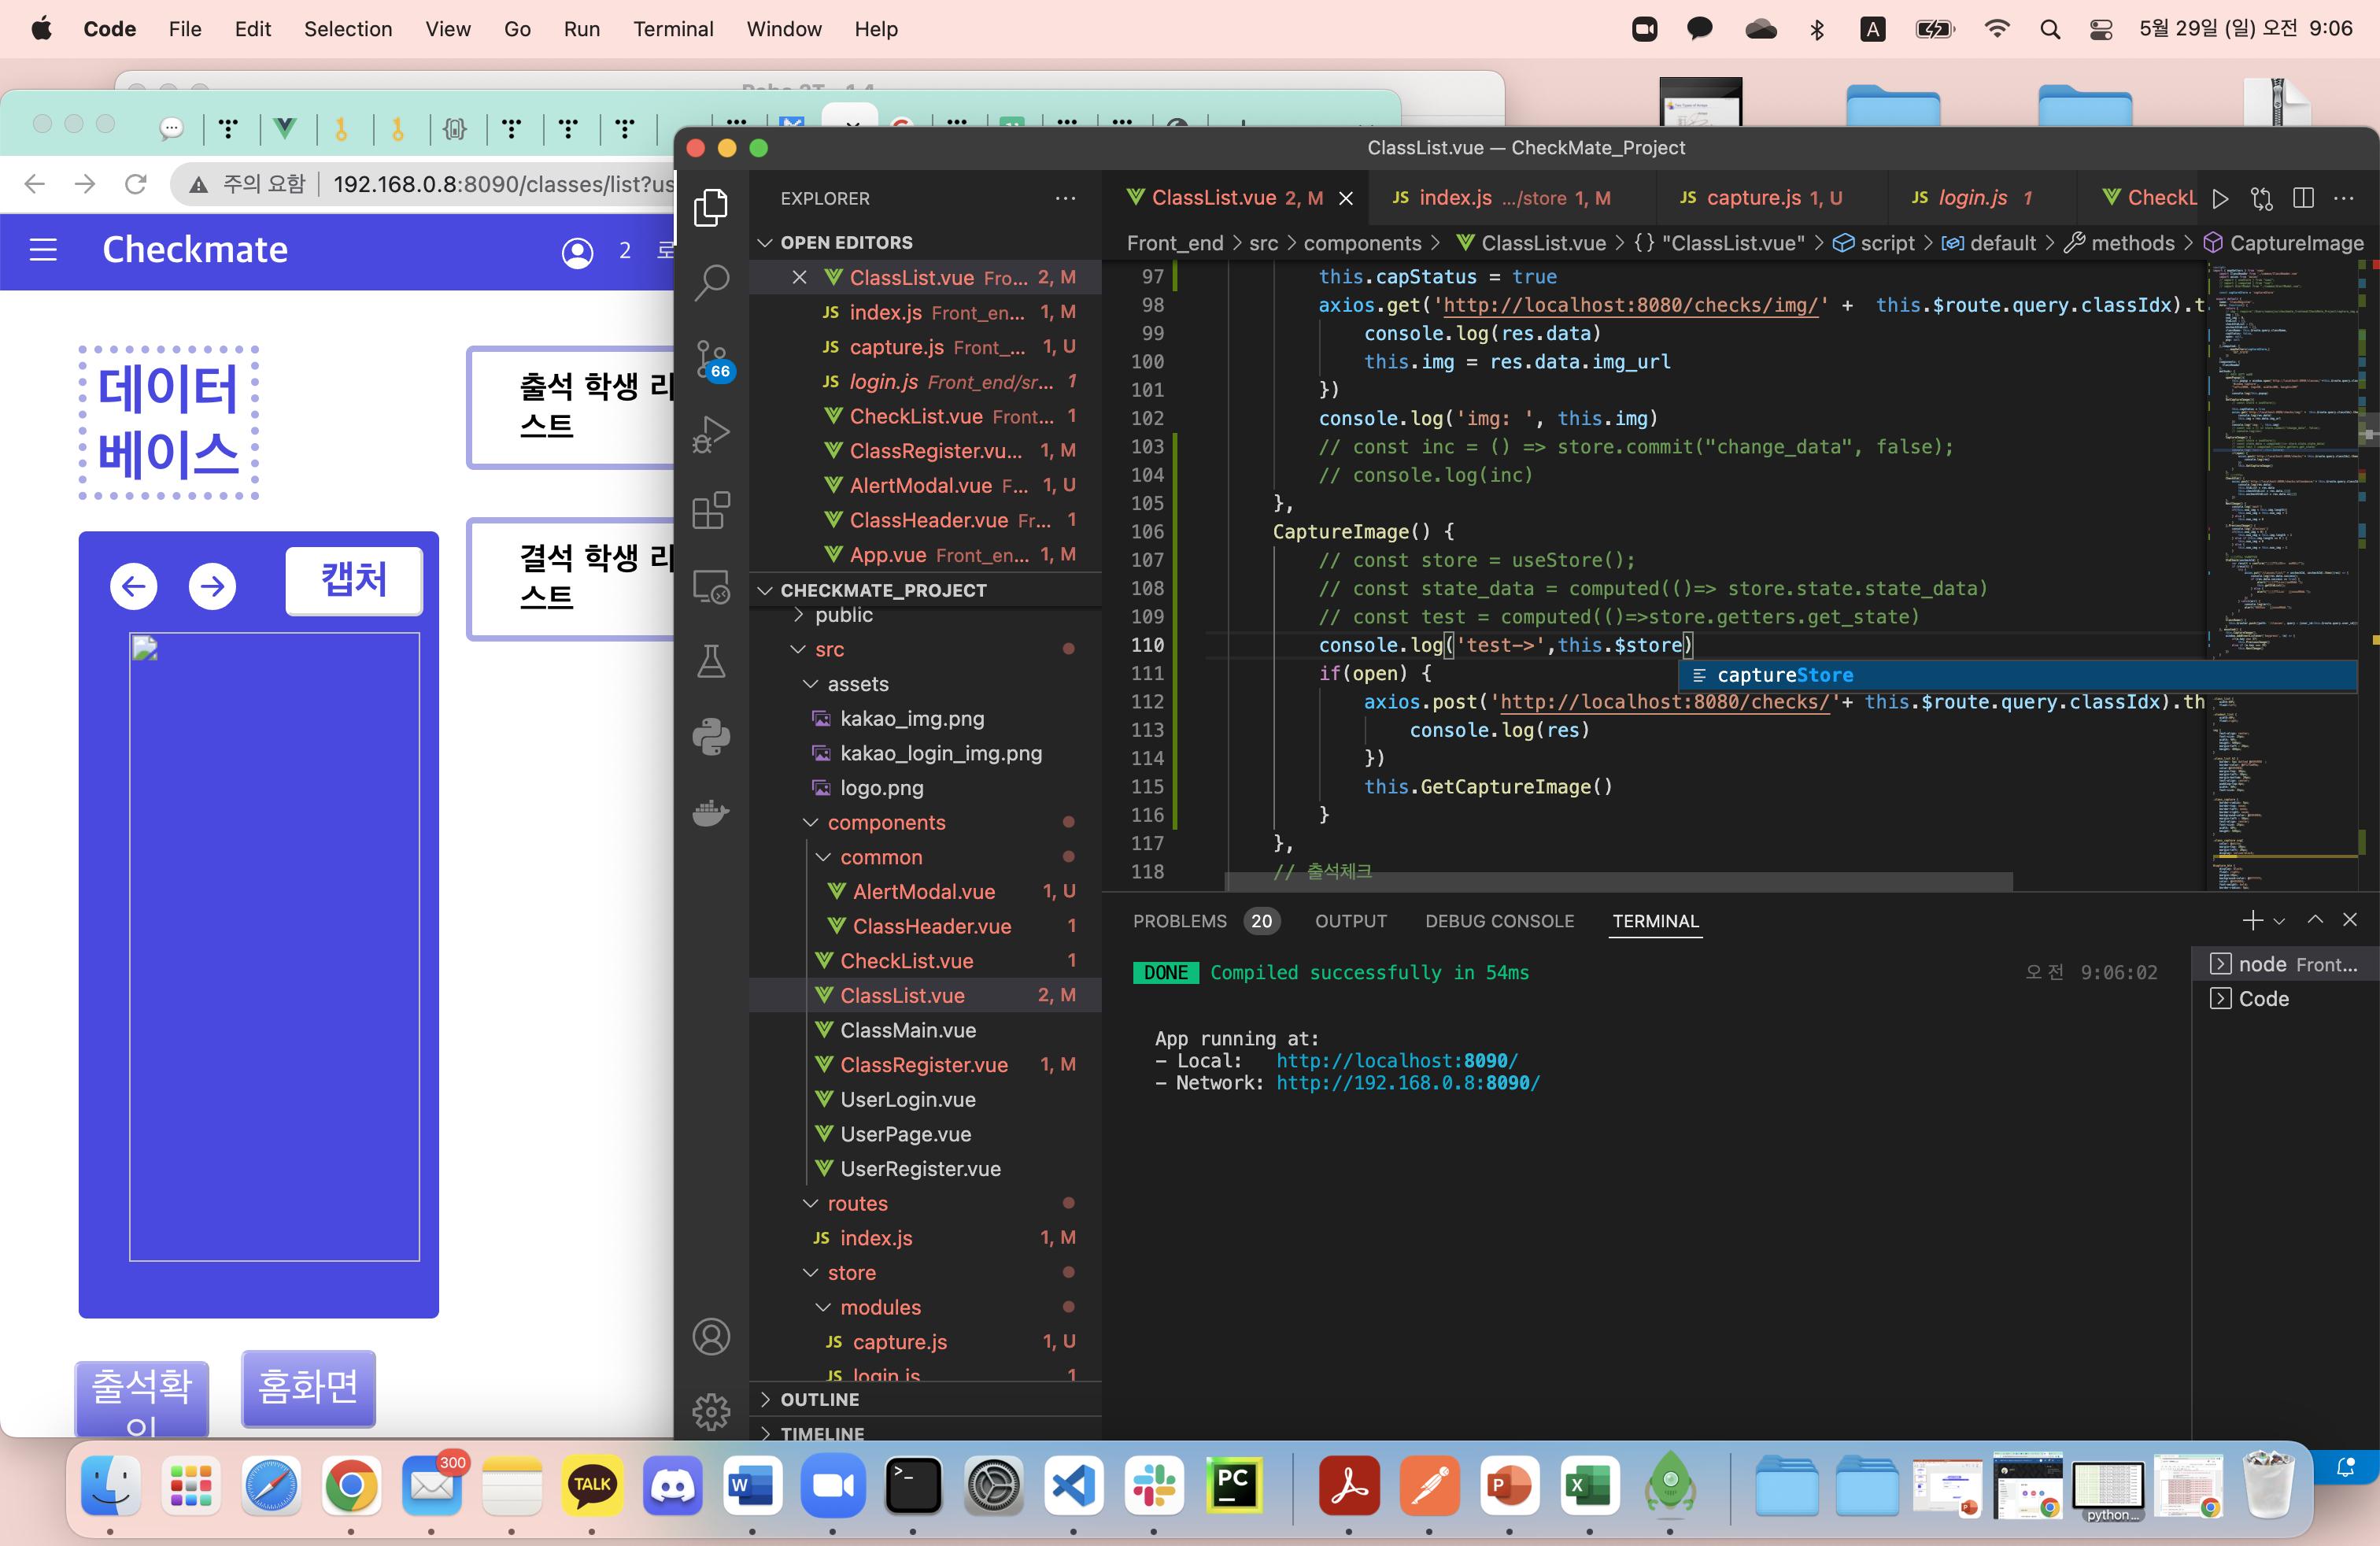 Code File Edit Selection View Go Run Terminal Window Help
A 5월 29일 (일) 오전 9:06
주의 요함 192.168.0.8:8090/classes/list?us
Checkmate 2
데이터
베이스
캡처
출석 학생 리
스트
결석 학생 리
스트
출석확
인
홈화면
ClassList.vue — CheckMate_Project
EXPLORER
OPEN EDITORS
ClassList.vue Fro... 2, M
index.js Front_en... 1, M
capture.js Front_... 1, U
login.js Front_end/sr... 1
CheckList.vue Front... 1
ClassRegister.vu... 1, M
AlertModal.vue F... 1, U
ClassHeader.vue Fr... 1
App.vue Front_en... 1, M
66
CHECKMATE_PROJECT
public
src
assets
kakao_img.png
kakao_login_img.png
logo.png
components
common
AlertModal.vue 1, U
ClassHeader.vue 1
CheckList.vue 1
ClassList.vue 2, M
ClassMain.vue
ClassRegister.vue 1, M
UserLogin.vue
UserPage.vue
UserRegister.vue
routes
JS index.js 1, M
store
modules
JS capture.js 1, U
JS login.js 1
OUTLINE
TIMELINE
ClassList.vue 2, M JS index.js .../store 1, M JS capture.js 1, U JS login.js 1 CheckL
Front_end > src > components > ClassList.vue > {} "ClassList.vue" > script > default > methods > CaptureImage
97 this.capStatus = true
98 axios.get('http://localhost:8080/checks/img/' + this.$route.query.classIdx).t
99 console.log(res.data)
100 this.img = res.data.img_url
101 })
102 console.log('img: ', this.img)
103 // const inc = () => store.commit("change_data", false);
104 // console.log(inc)
105 },
106 CaptureImage() {
107 // const store = useStore();
108 // const state_data = computed(()=> store.state.state_data)
109 // const test = computed(()=>store.getters.get_state)
110 console.log('test->',this.$store)
111 if(open) {
captureStore
112 axios.post('http://localhost:8080/checks/'+ this.$route.query.classIdx).th
113 console.log(res)
114 })
115 this.GetCaptureImage()
116 }
117 },
118 // 출석체크
PROBLEMS 20 OUTPUT DEBUG CONSOLE TERMINAL
DONE Compiled successfully in 54ms 오전 9:06:02
App running at:
- Local: http://localhost:8090/
- Network: http://192.168.0.8:8090/
node Front...
Code
300
TALK
W
>_
PC
P
X
python...